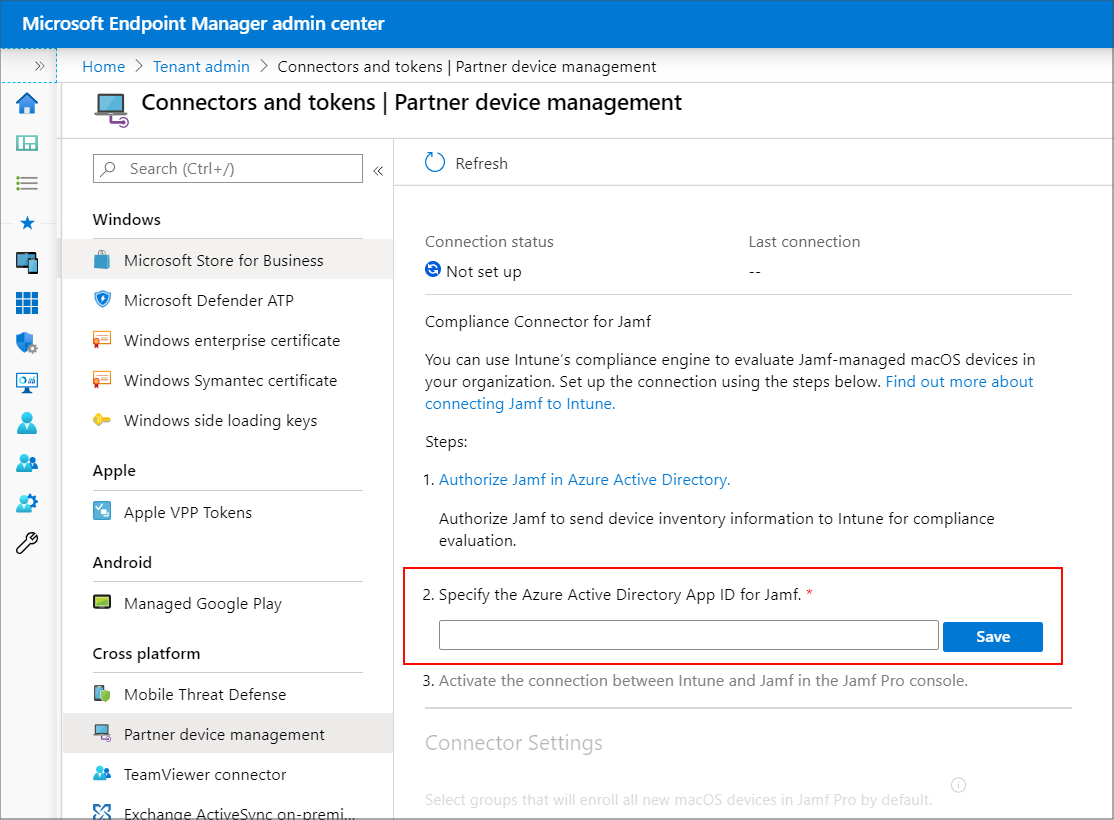 Microsoft Endpoint Manager admin center
Home > Tenant admin > Connectors and tokens | Partner device management
Connectors and tokens | Partner device management
Search (Ctrl+/)
Windows
Microsoft Store for Business
Microsoft Defender ATP
Windows enterprise certificate
Windows Symantec certificate
Windows side loading keys
Apple
Apple VPP Tokens
Android
Managed Google Play
Cross platform
Mobile Threat Defense
Partner device management
TeamViewer connector
Exchange ActiveSync on-premi...
Refresh
Connection status
Not set up
Last connection
--
Compliance Connector for Jamf
You can use Intune’s compliance engine to evaluate Jamf-managed macOS devices in
your organization. Set up the connection using the steps below. Find out more about
connecting Jamf to Intune.
Steps:
1. Authorize Jamf in Azure Active Directory.
Authorize Jamf to send device inventory information to Intune for compliance
evaluation.
2. Specify the Azure Active Directory App ID for Jamf. *
Save
3. Activate the connection between Intune and Jamf in the Jamf Pro console.
Connector Settings
Select groups that will enroll all new macOS devices in Jamf Pro by default.